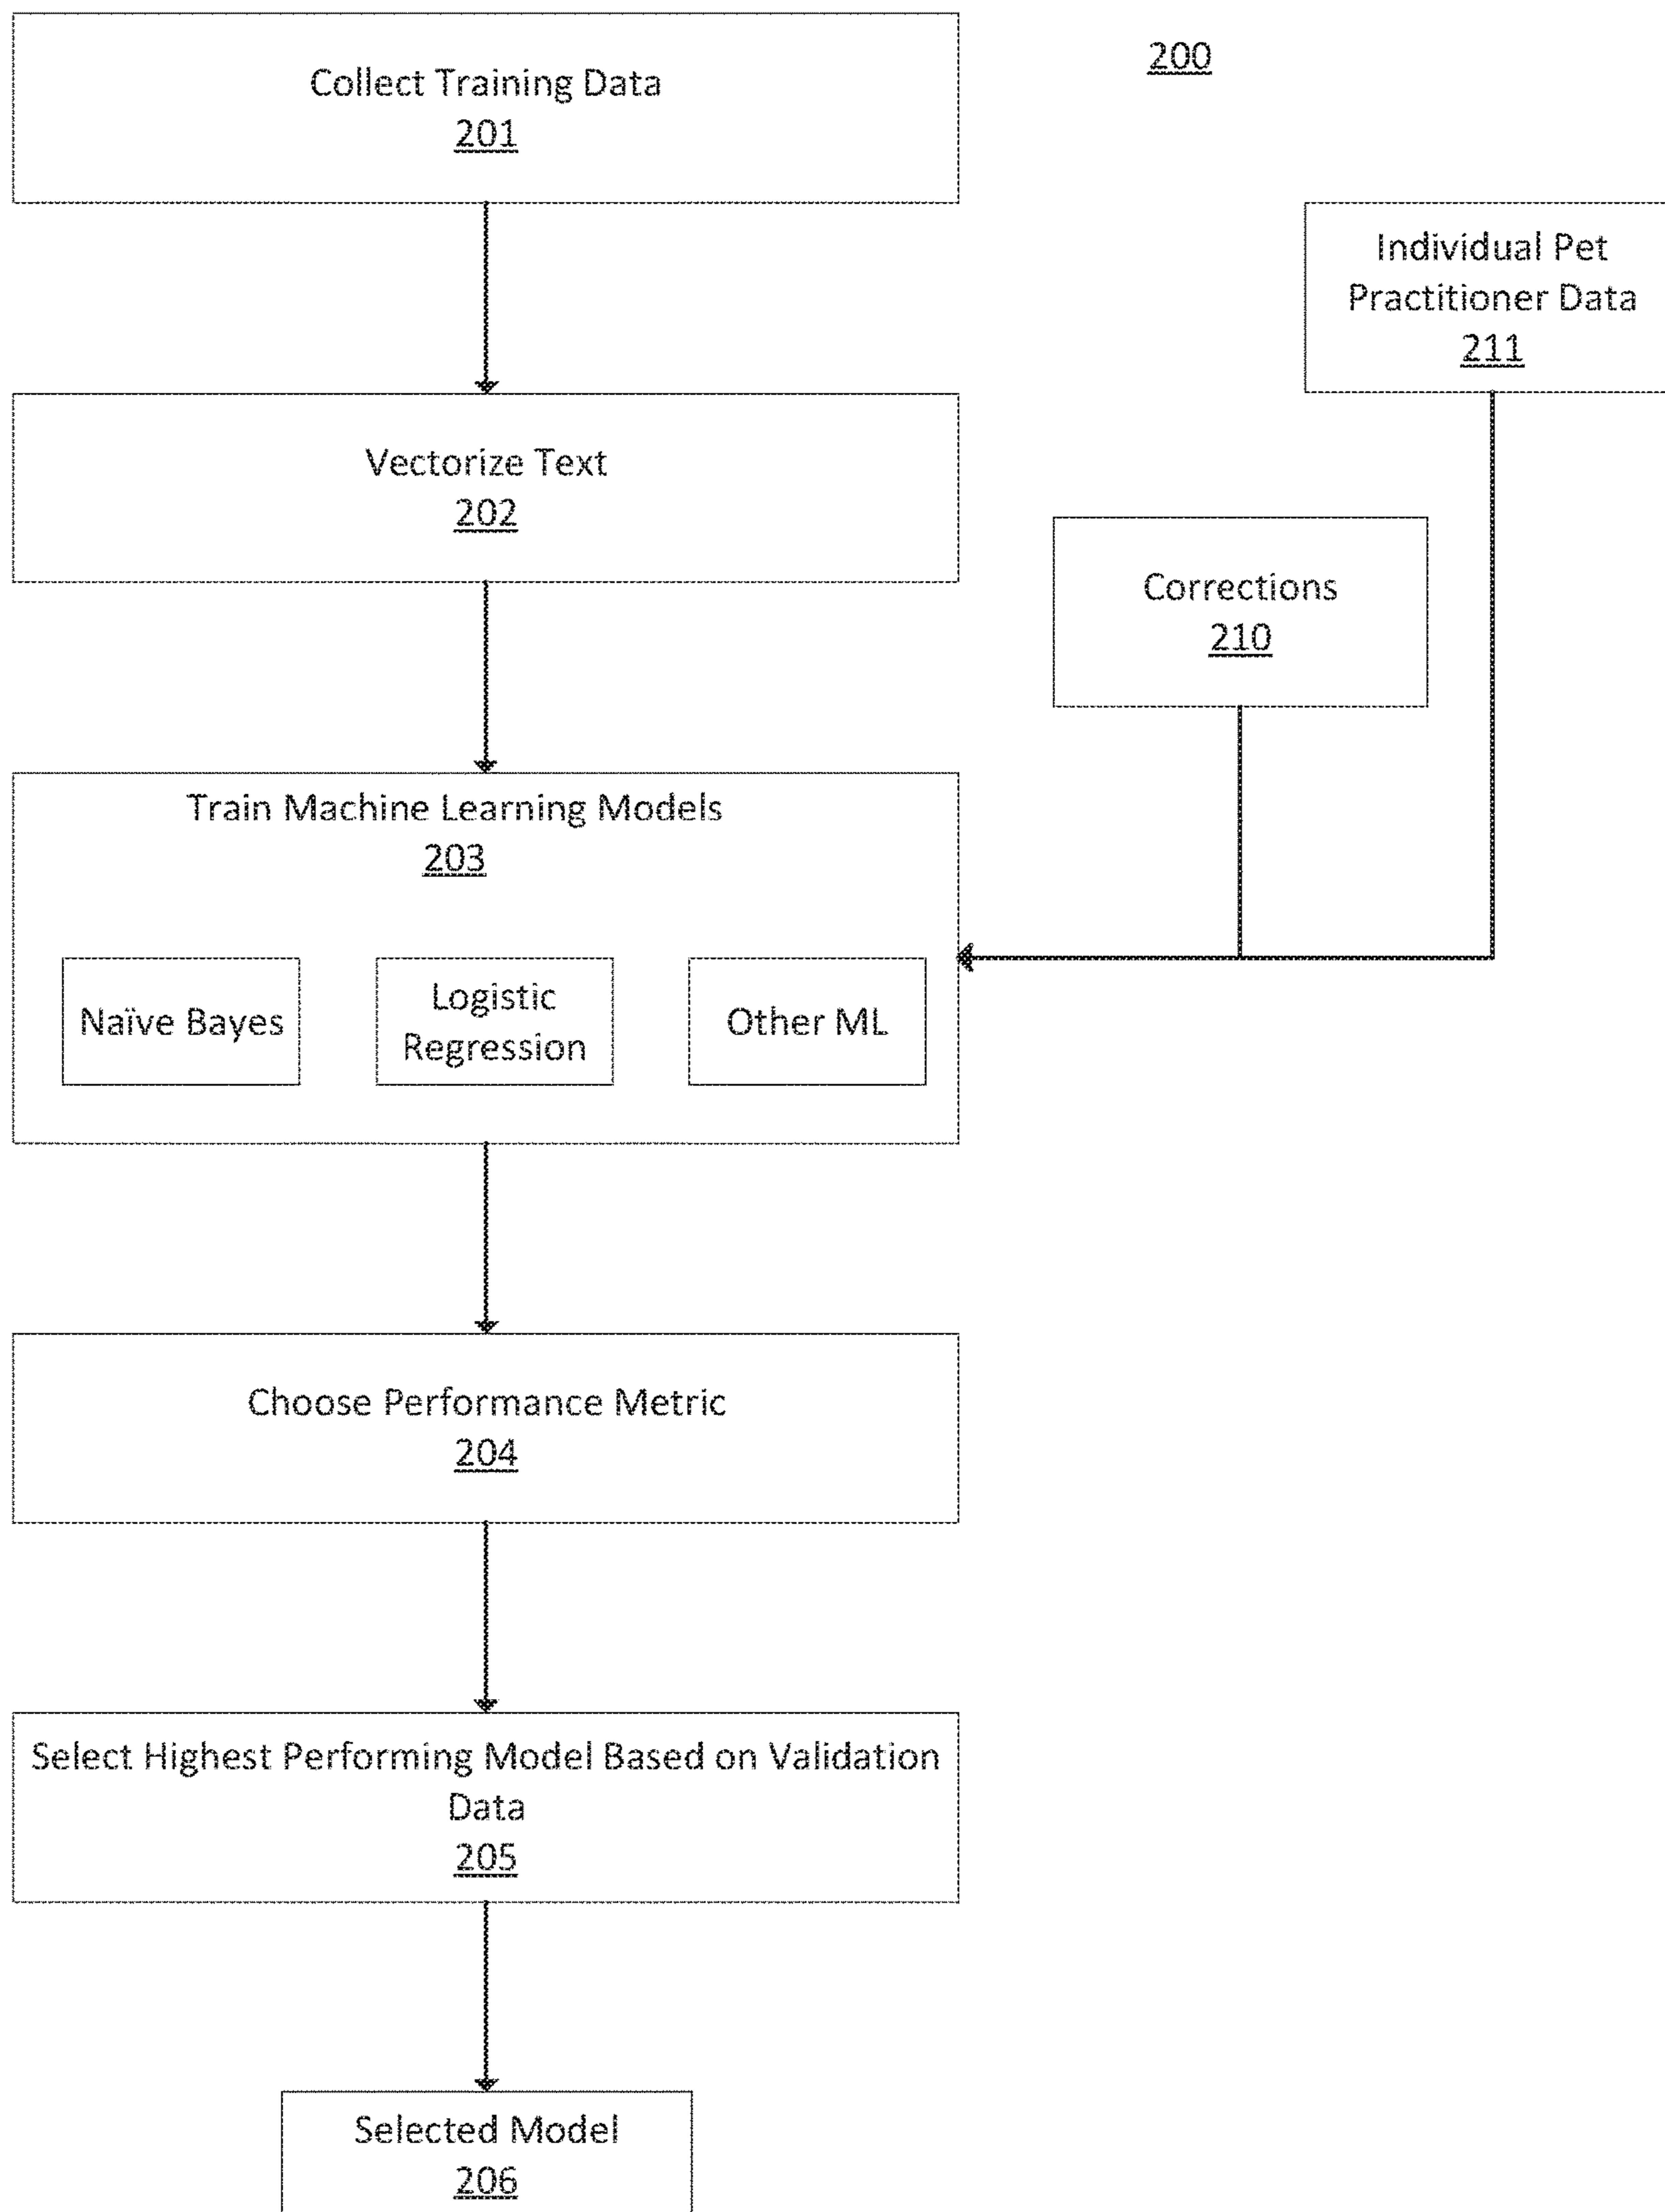 200
Collect Training Data
201
Individual Pet
Practitioner Data
211
Vectorize Text
202
Corrections
210
Train Machine Learning Models
203
Naïve Bayes
Logistic
Regression
Other ML
Choose Performance Metric
204
Select Highest Performing Model Based on Validation
Data
205
Selected Model
206